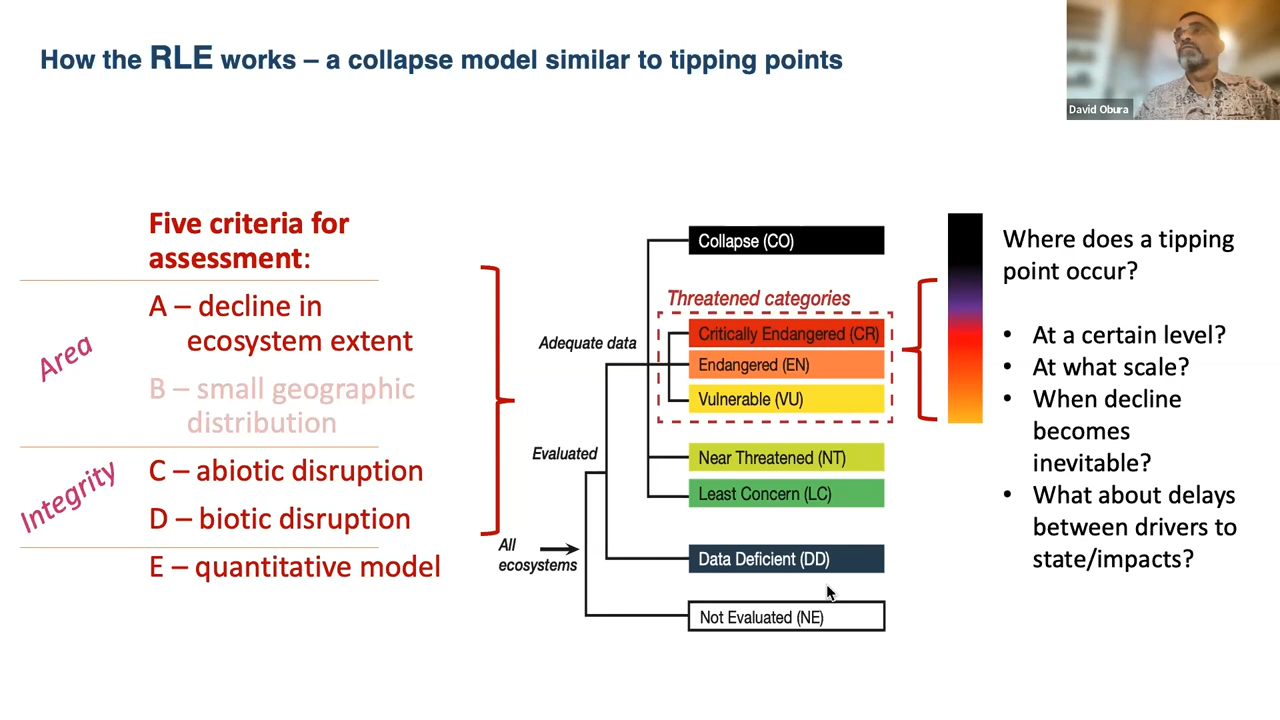 How the RLE works – a collapse model similar to tipping points
David Obura
Five criteria for
assessment:
Area
A – decline in
ecosystem extent
B – small geographic
distribution
Integrity
C – abiotic disruption
D – biotic disruption
E – quantitative model
All
ecosystems
Evaluated
Adequate data
Collapse (CO)
Threatened categories
Critically Endangered (CR)
Endangered (EN)
Vulnerable (VU)
Near Threatened (NT)
Least Concern (LC)
Data Deficient (DD)
Not Evaluated (NE)
Where does a tipping
point occur?
• At a certain level?
• At what scale?
• When decline
becomes
inevitable?
• What about delays
between drivers to
state/impacts?